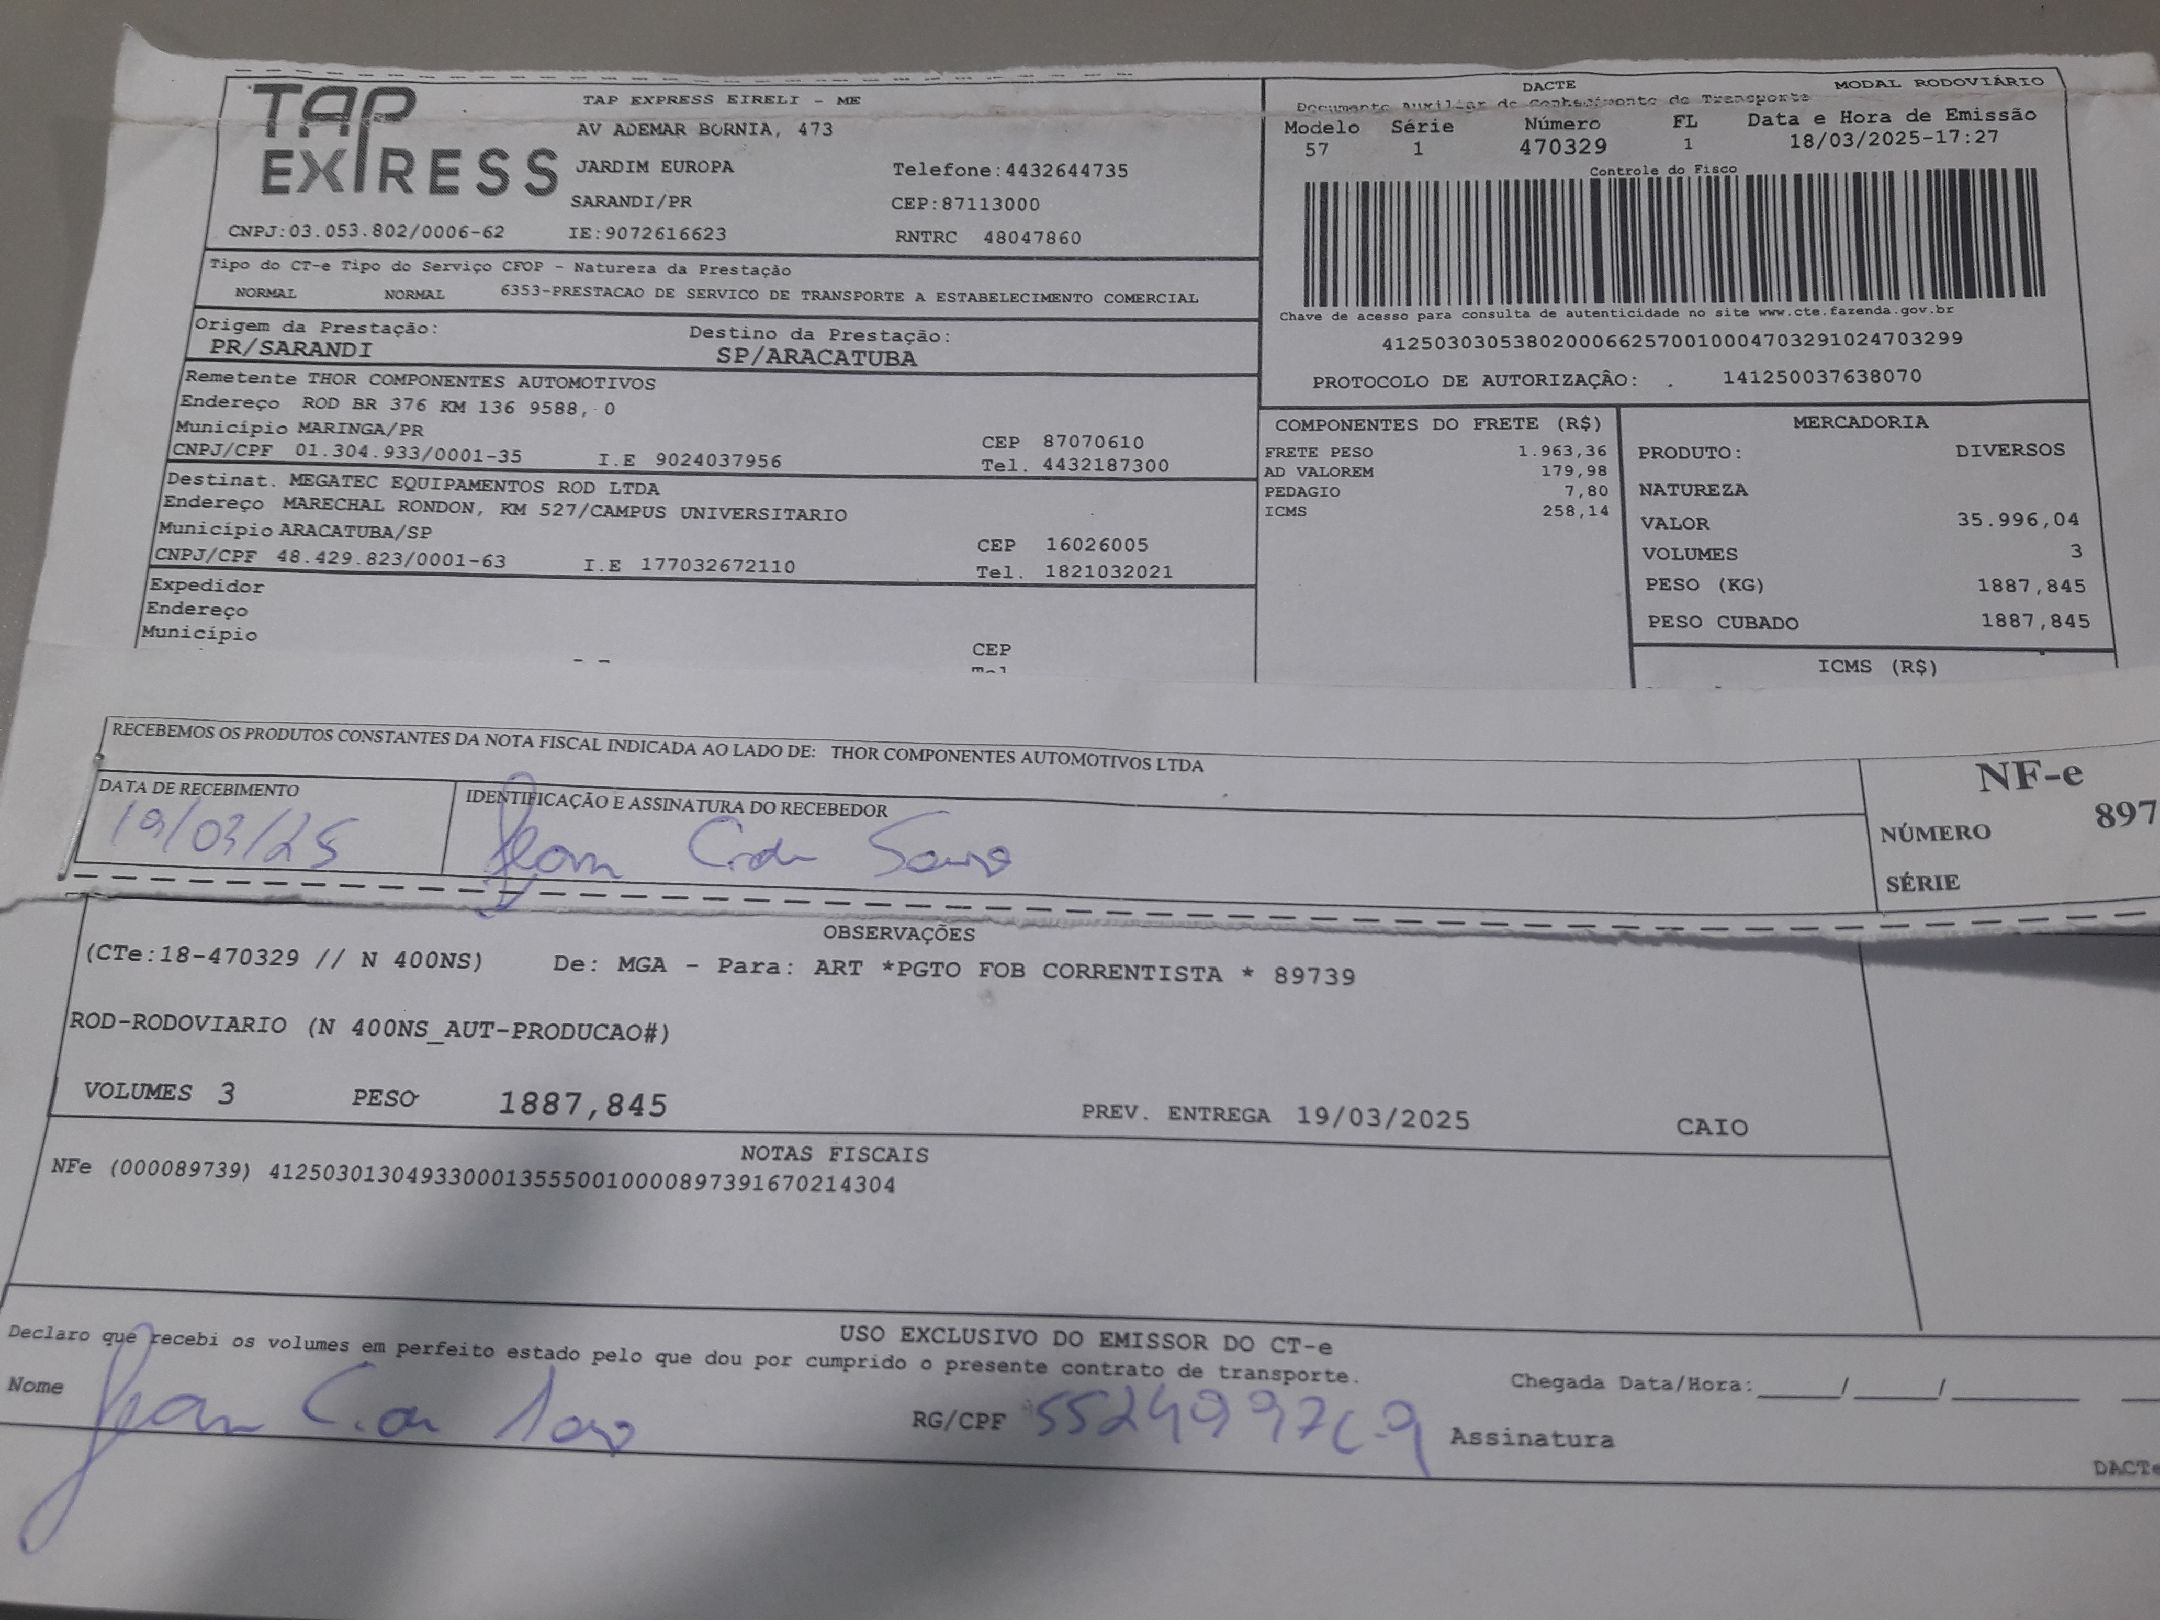 TAP EXPRESS
TAP EXPRESS EIRELI - ME
AV ADEMAR BORNIA, 473
JARDIM EUROPA Telefone:4432644735
SARANDI/PR CEP:87113000
CNPJ:03.053.802/0006-62 IE:9072616623 RNTRC 48047860
DACTE MODAL RODOVIÁRIO
Documento Auxiliar de Conhecimento de Transporte
Modelo Série Número FL Data e Hora de Emissão
57 1 470329 1 18/03/2025-17:27
Controle do Fisco
Chave de acesso para consulta de autenticidade no site www.cte.fazenda.gov.br
41250303053802000662570010004703291024703299
PROTOCOLO DE AUTORIZAÇÃO: . 141250037638070
Tipo do CT-e Tipo do Serviço CFOP - Natureza da Prestação
NORMAL NORMAL 6353-PRESTACAO DE SERVICO DE TRANSPORTE A ESTABELECIMENTO COMERCIAL
Origem da Prestação: Destino da Prestação:
PR/SARANDI SP/ARACATUBA
Remetente THOR COMPONENTES AUTOMOTIVOS
Endereço ROD BR 376 KM 136 9588, 0
Município MARINGA/PR CEP 87070610
CNPJ/CPF 01.304.933/0001-35 I.E 9024037956 Tel. 4432187300
Destinat. MEGATEC EQUIPAMENTOS ROD LTDA
Endereço MARECHAL RONDON, KM 527/CAMPUS UNIVERSITARIO
Município ARACATUBA/SP CEP 16026005
CNPJ/CPF 48.429.823/0001-63 I.E 177032672110 Tel. 1821032021
Expedidor
Endereço
Município CEP
COMPONENTES DO FRETE (R$)
FRETE PESO 1.963,36
AD VALOREM 179,98
PEDAGIO 7,80
ICMS 258,14
MERCADORIA
PRODUTO: DIVERSOS
NATUREZA
VALOR 35.996,04
VOLUMES 3
PESO (KG) 1887,845
PESO CUBADO 1887,845
ICMS (R$)
RECEBEMOS OS PRODUTOS CONSTANTES DA NOTA FISCAL INDICADA AO LADO DE: THOR COMPONENTES AUTOMOTIVOS LTDA
DATA DE RECEBIMENTO IDENTIFICAÇÃO E ASSINATURA DO RECEBEDOR
19/03/25
NF-e
NÚMERO 897
SÉRIE
OBSERVAÇÕES
(CTe:18-470329 // N 400NS) De: MGA - Para: ART *PGTO FOB CORRENTISTA * 89739
ROD-RODOVIARIO (N 400NS_AUT-PRODUCAO#)
VOLUMES 3 PESO 1887,845 PREV. ENTREGA 19/03/2025 CAIO
NOTAS FISCAIS
NFe (000089739) 41250301304933000135550010000897391670214304
USO EXCLUSIVO DO EMISSOR DO CT-e
Declaro que recebi os volumes em perfeito estado pelo que dou por cumprido o presente contrato de transporte.
Nome RG/CPF Assinatura
Chegada Data/Hora:_____/_____/_______
DACTe